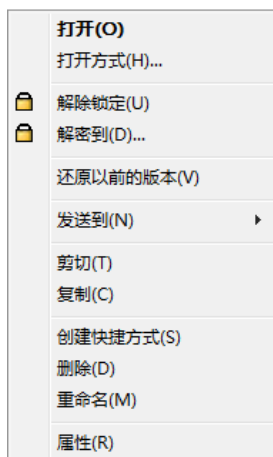 打开(O)
打开方式(H)...
解除锁定(U)
解密到(D)...
还原以前的版本(V)
发送到(N)
剪切(T)
复制(C)
创建快捷方式(S)
删除(D)
重命名(M)
属性(R)